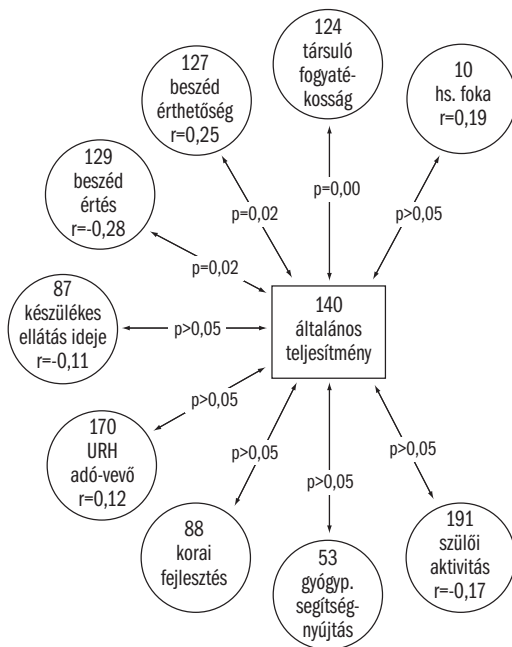 124
társuló
fogyaté-
kosság
127
beszéd
érthetőség
r=0,25
10
hs. foka
r=0,19
129
beszéd
értés
r=-0,28
p=0,02
p=0,00
p>0,05
p=0,02
87
készülékes
ellátás ideje
r=-0,11
p>0,05
140
általános
teljesítmény
p>0,05
170
URH
adó-vevő
r=0,12
p>0,05
p>0,05
p>0,05
88
korai
fejlesztés
53
gyógyp.
segítség-
nyújtás
191
szülői
aktivitás
r=-0,17